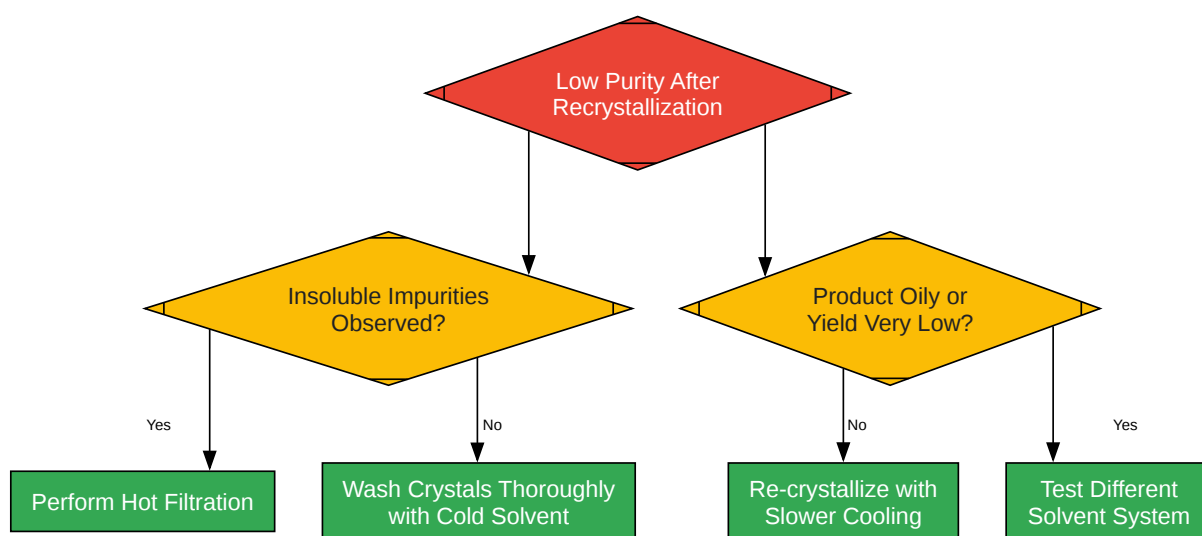 Low Purity After
Recrystallization
Insoluble Impurities
Observed?
Product Oily or
Yield Very Low?
Yes
No
No
Yes
Perform Hot Filtration
Wash Crystals Thoroughly
with Cold Solvent
Re-crystallize with
Slower Cooling
Test Different
Solvent System